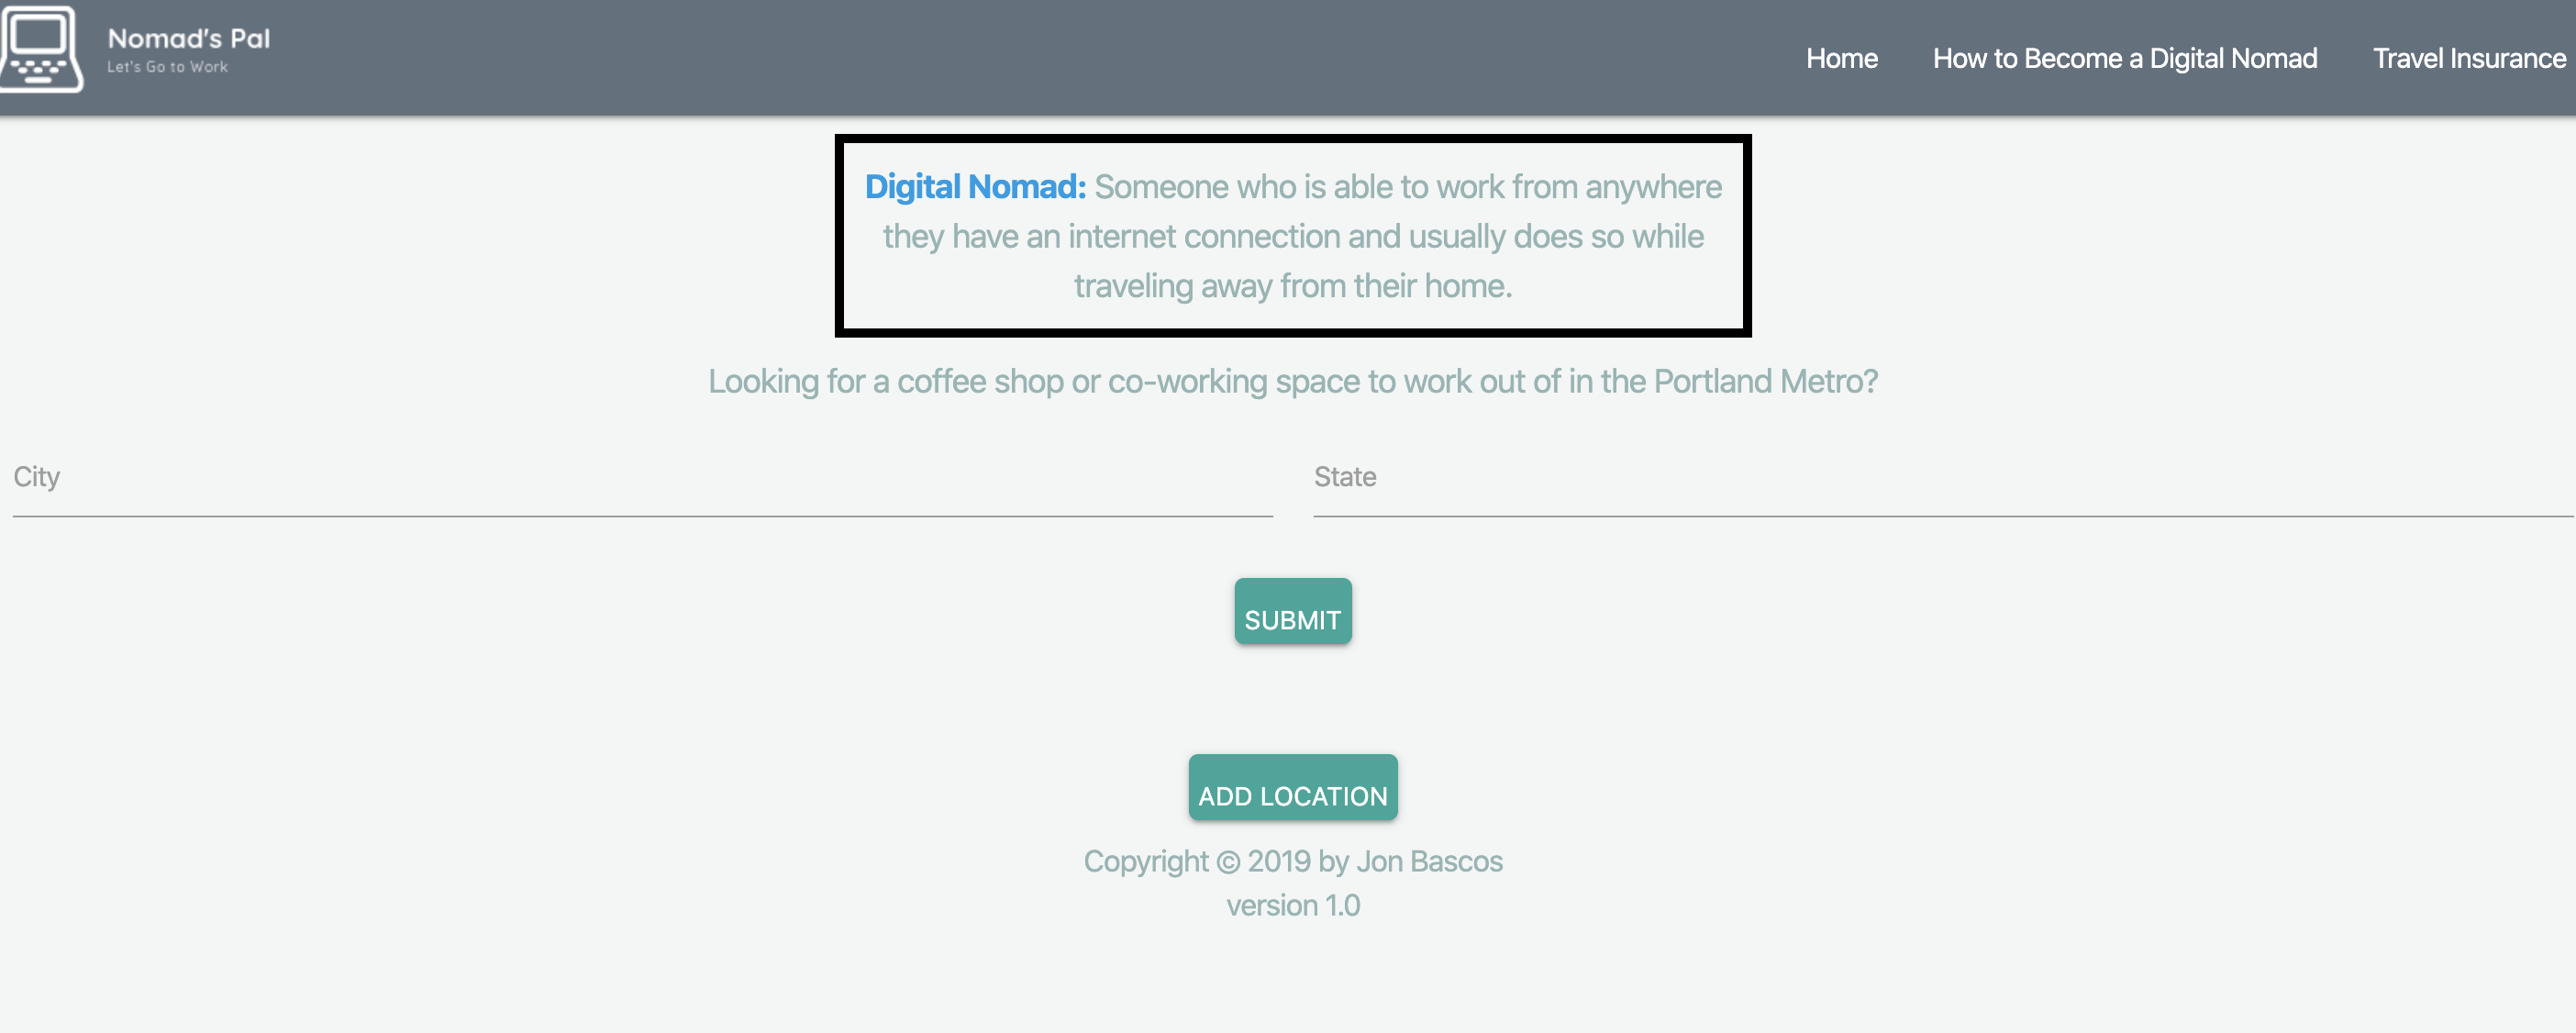 Nomad's Pal
Let's Go to Work
Home How to Become a Digital Nomad Travel Insurance
Digital Nomad: Someone who is able to work from anywhere
they have an internet connection and usually does so while
traveling away from their home.
Looking for a coffee shop or co-working space to work out of in the Portland Metro?
City State
SUBMIT
ADD LOCATION
Copyright © 2019 by Jon Bascos
version 1.0